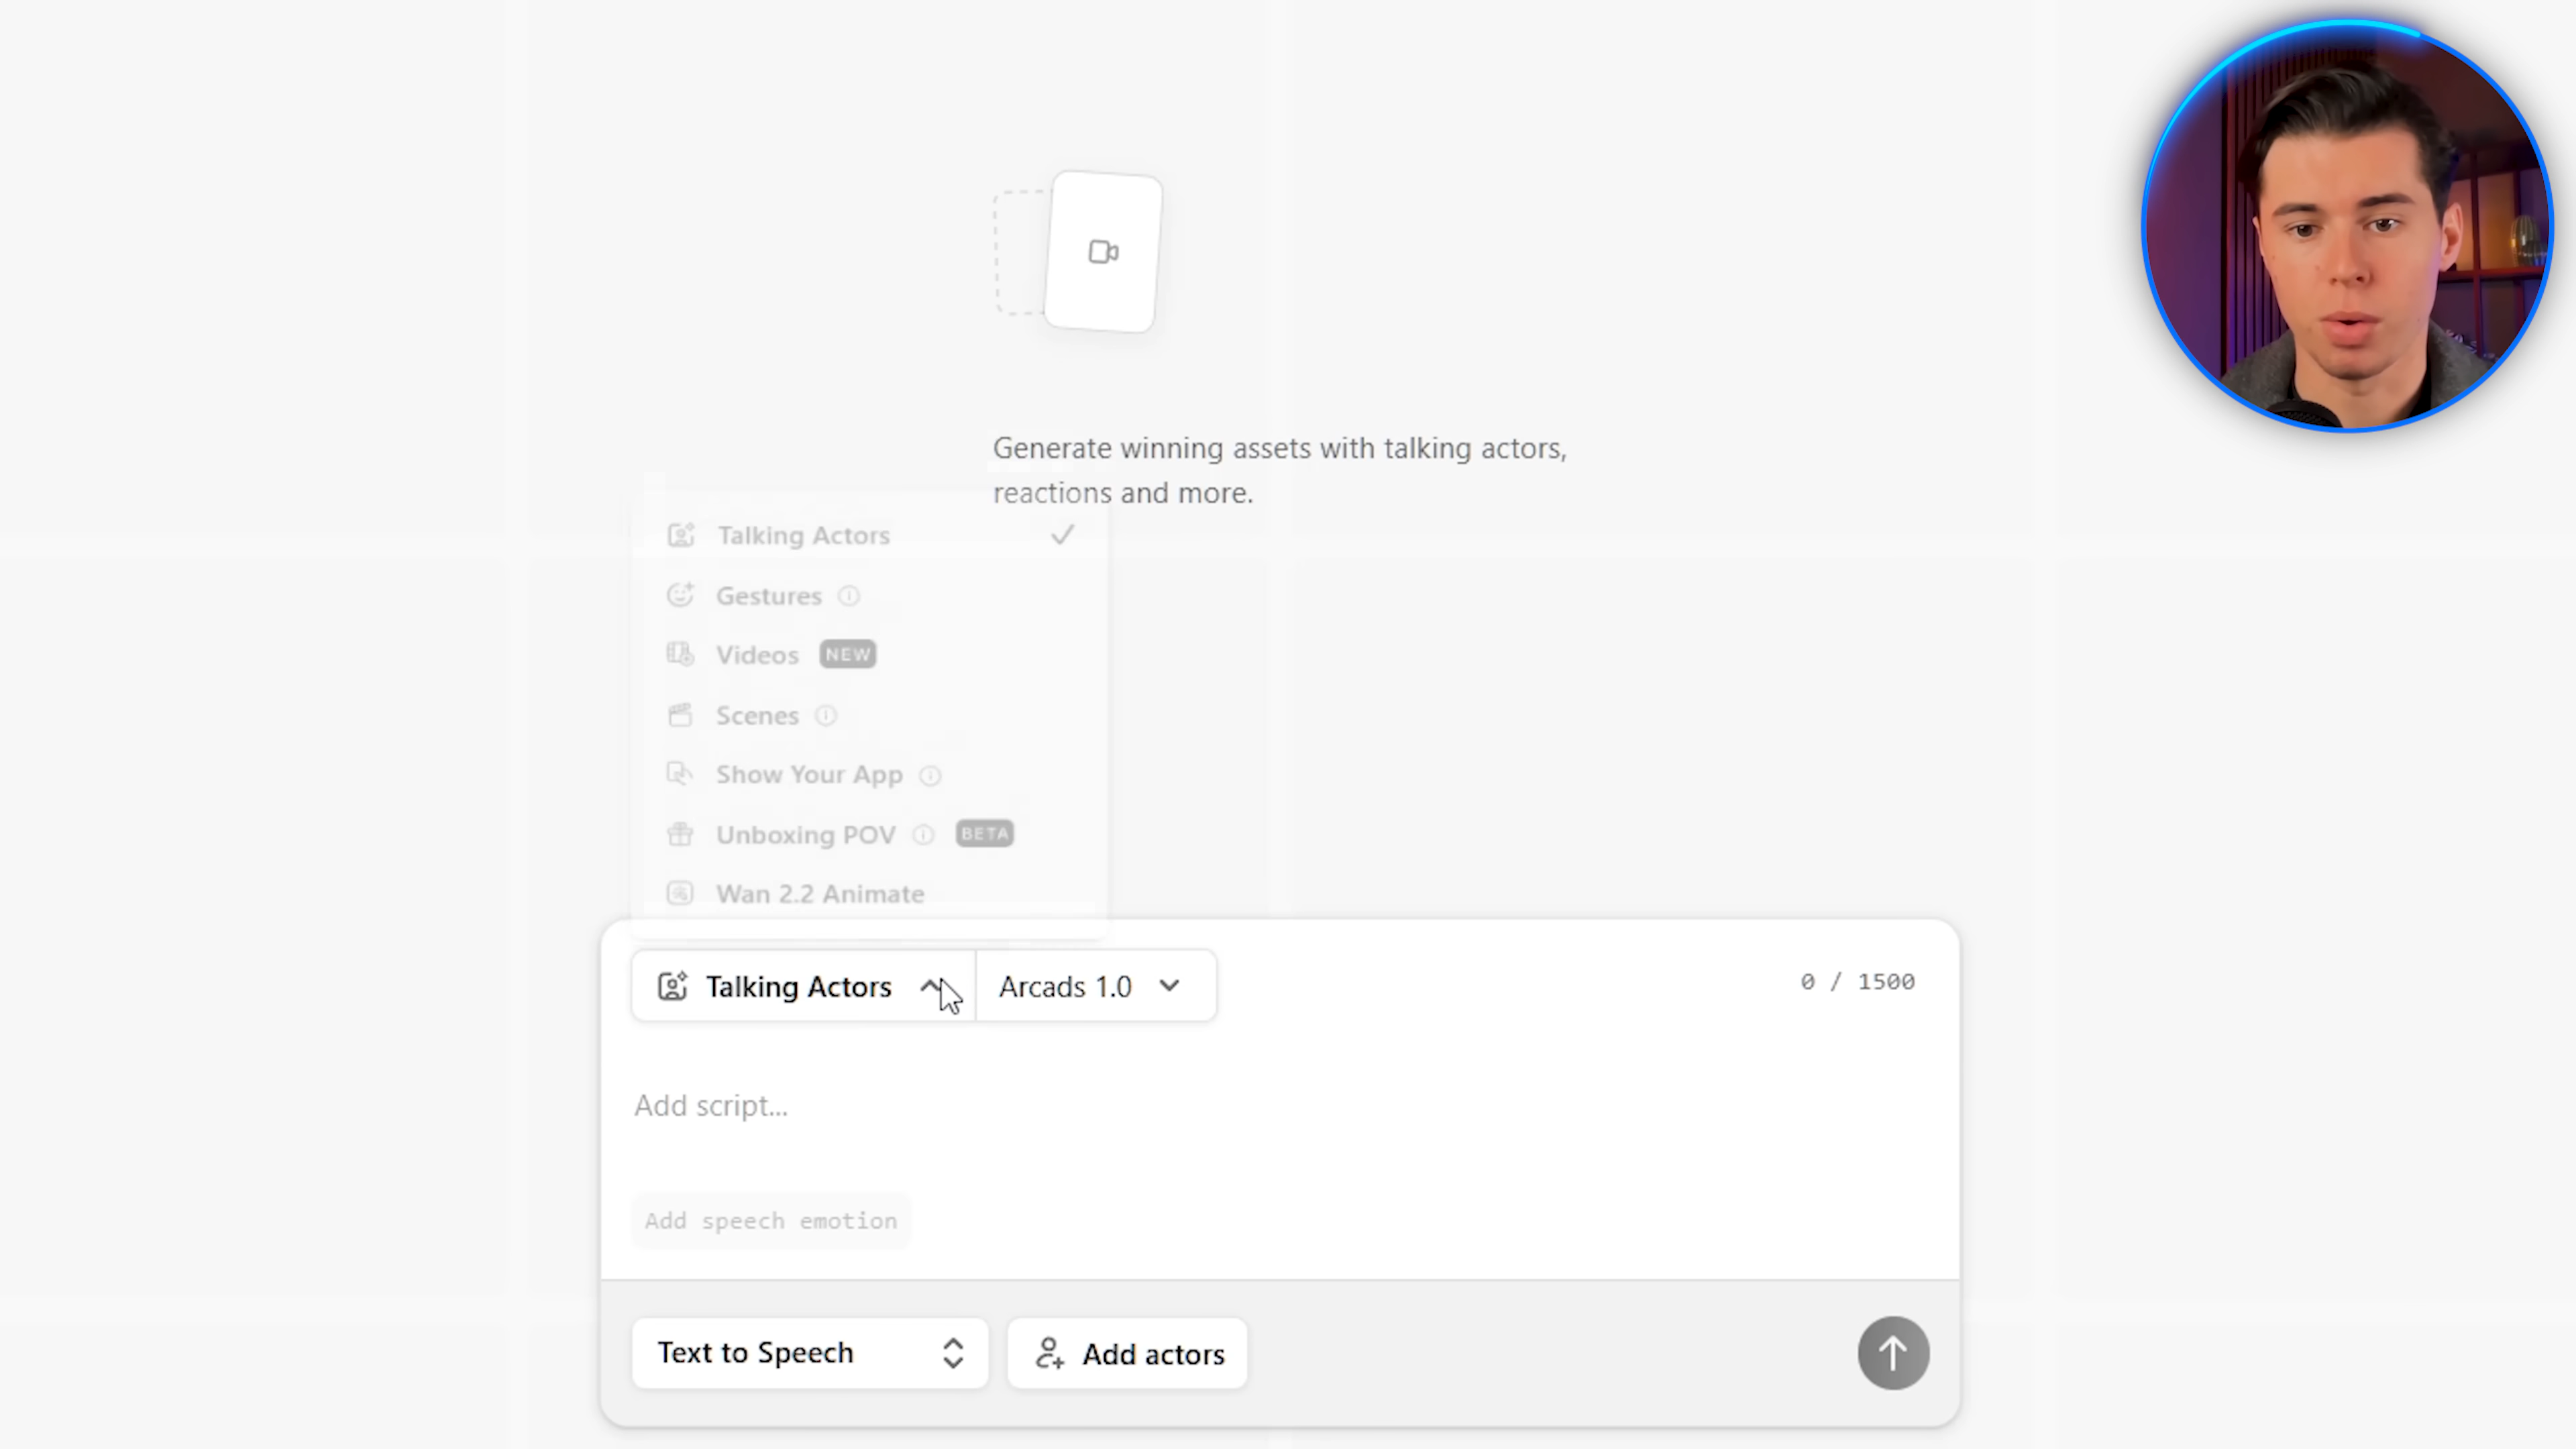 Generate winning assets with talking actors,
reactions and more.
Talking Actors
Gestures
Videos NEW
Scenes
Show Your App
Unboxing POV BETA
Wan 2.2 Animate
Talking Actors Arcads 1.0 0 / 1500
Add script...
Add speech emotion
Text to Speech Add actors